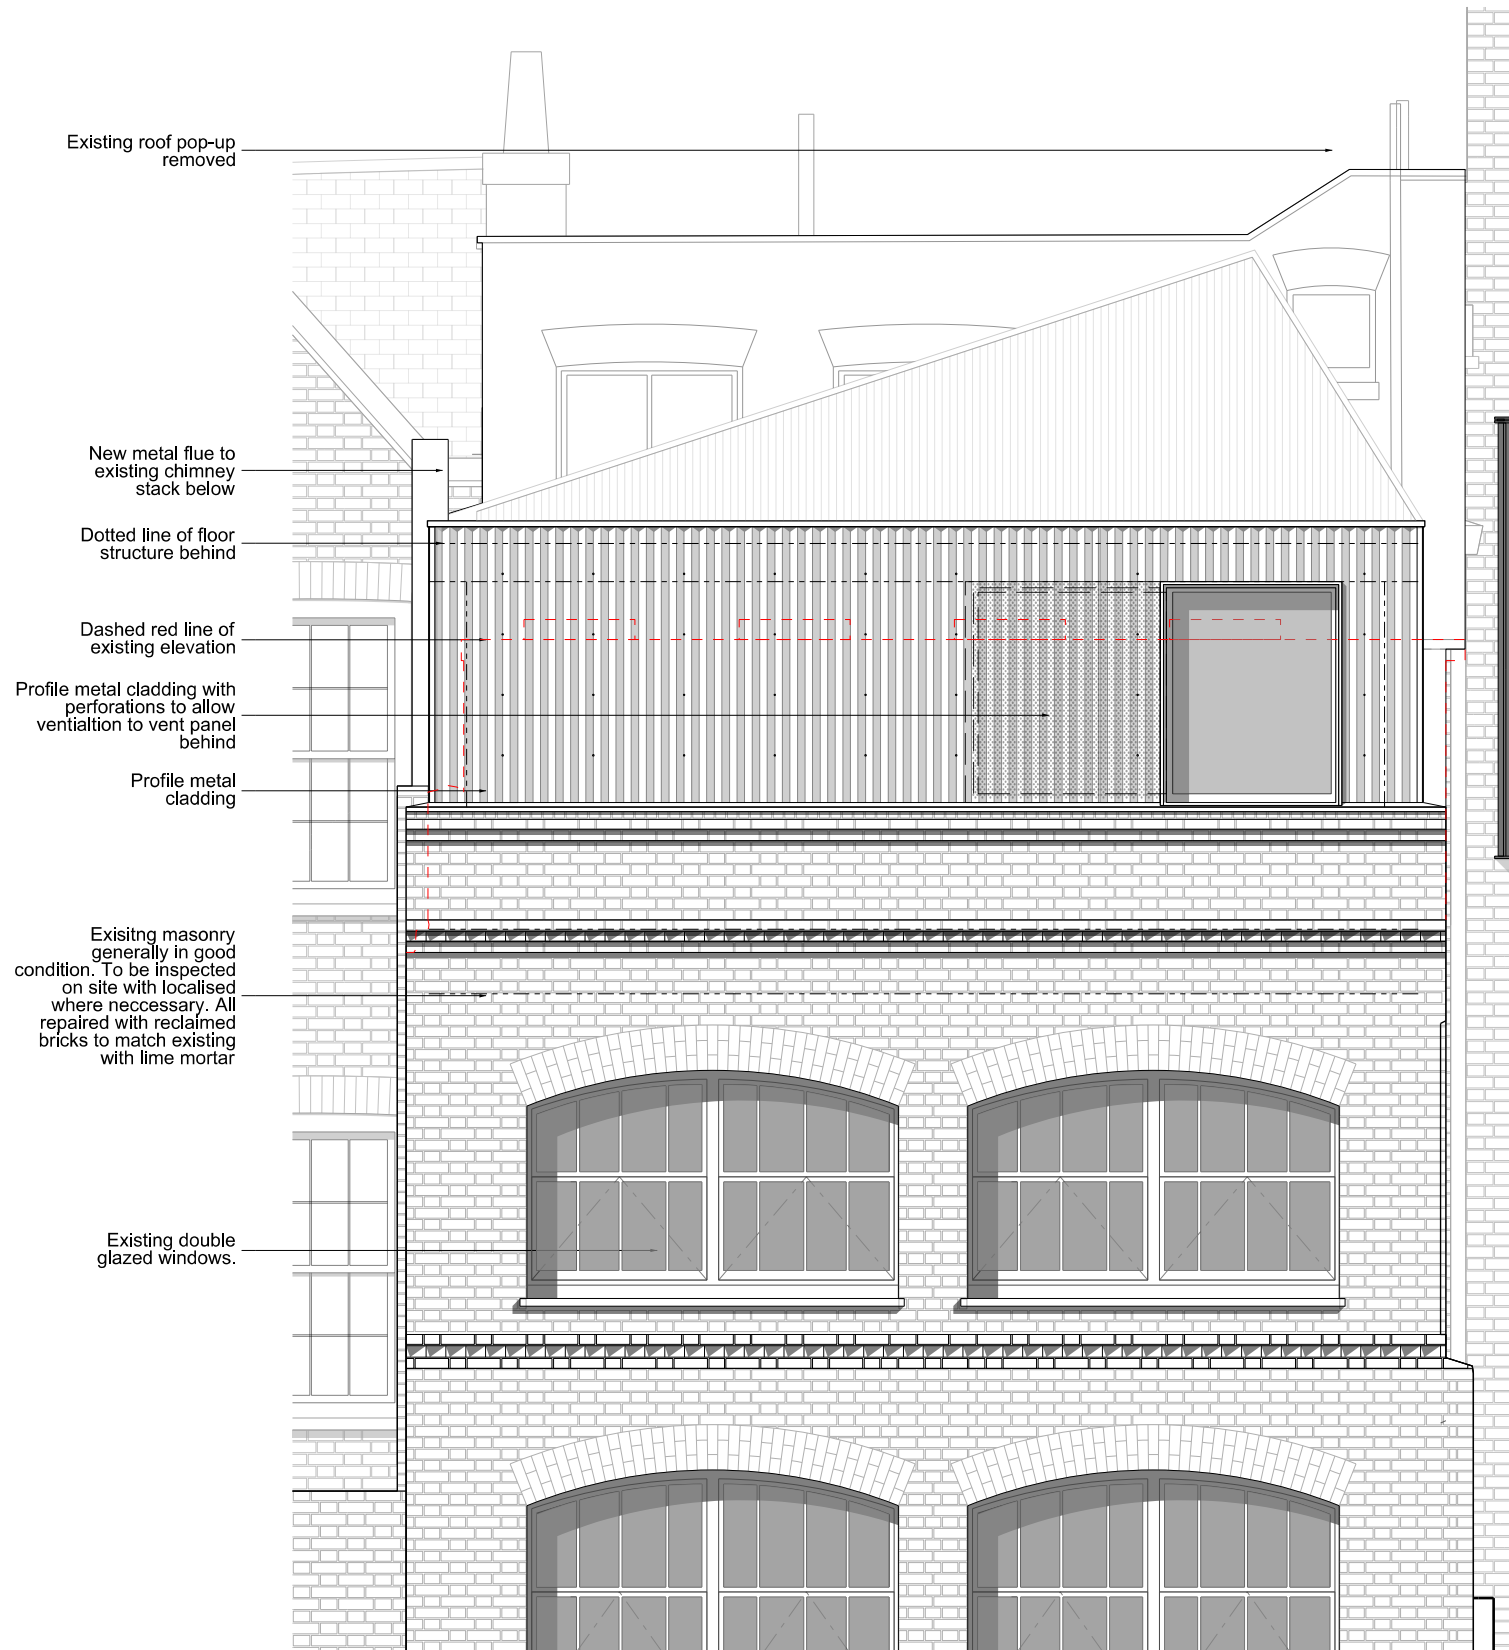 Existing roof pop-up
removed
New metal flue to
existing chimney
stack below
Dotted line of floor
structure behind
Dashed red line of
existing elevation
Profile metal cladding with
perforations to allow
ventialtion to vent panel
behind
Profile metal
cladding
Exisitng masonry
generally in good
condition. To be inspected
on site with localised
where neccessary. All
repaired with reclaimed
bricks to match existing
with lime mortar
Existing double
glazed windows.